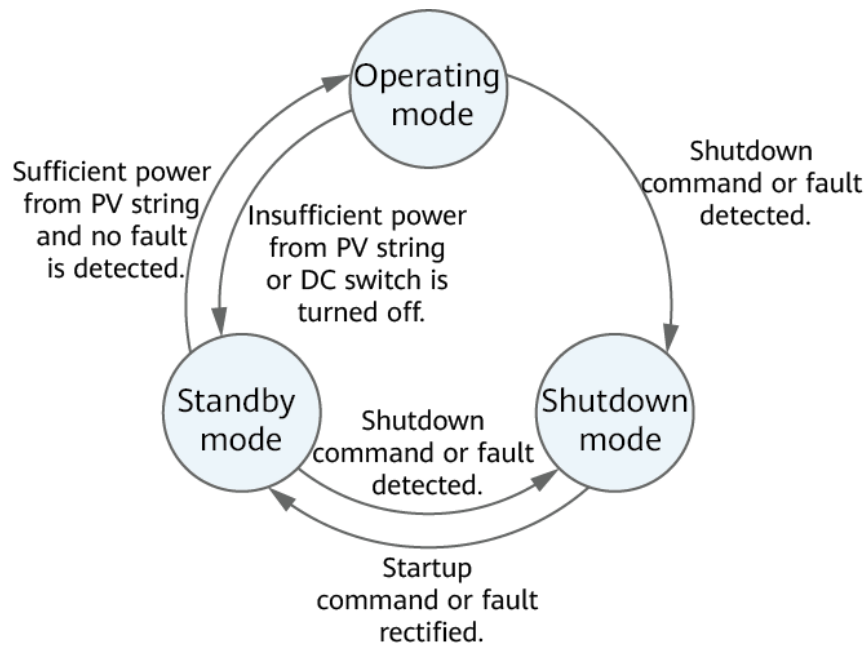 Operating
mode
Shutdown
command or fault
detected.
Sufficient power
from PV string
and no fault
is detected.
Insufficient power
from PV string
or DC switch is
turned off.
Standby
mode
Shutdown
mode
Shutdown
command or fault
detected.
Startup
command or fault
rectified.